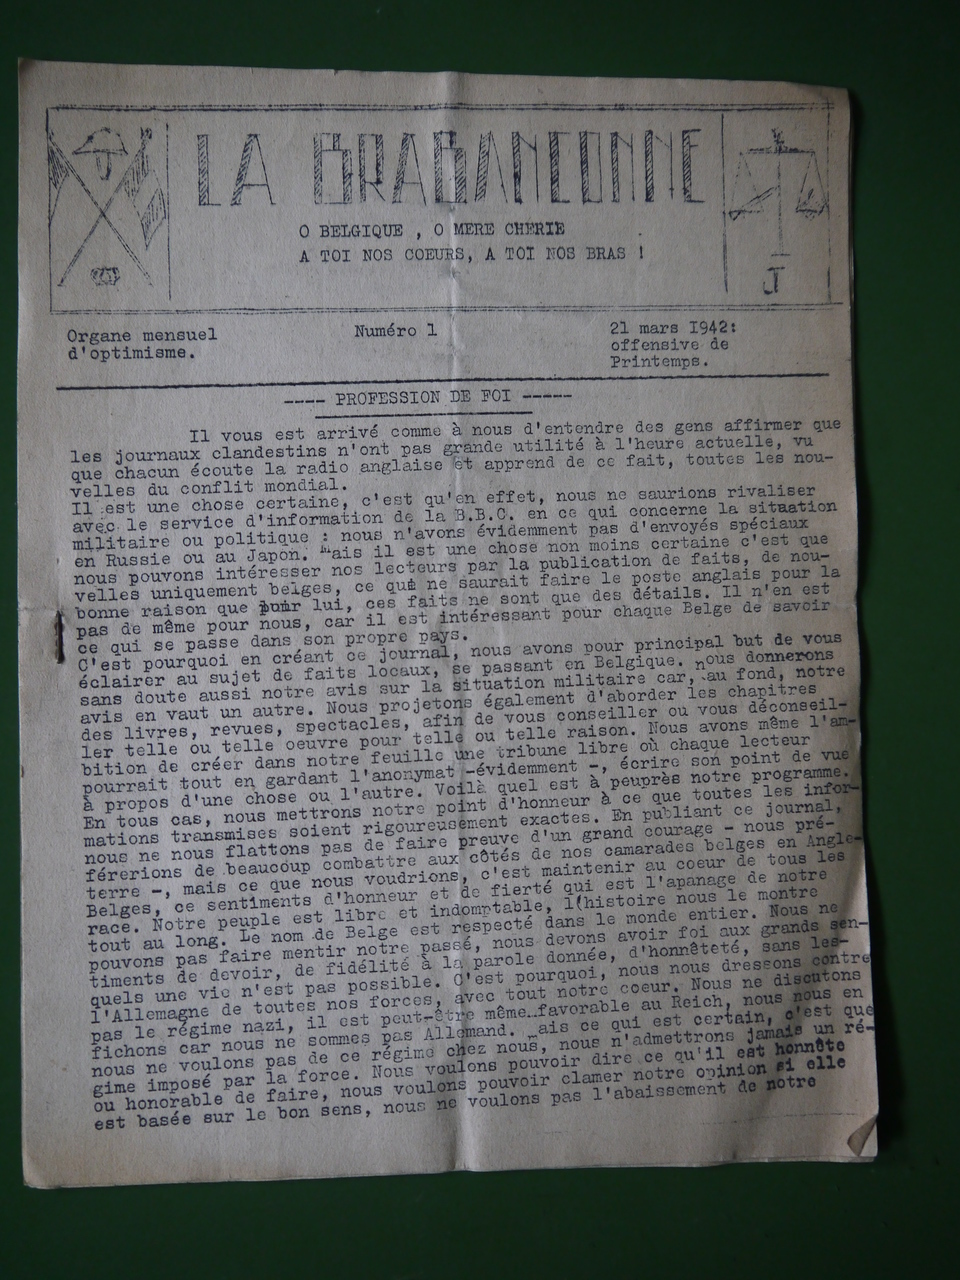 LA BRABANCONNE
O BELGIQUE , O MERE CHERIE
A TOI NOS COEURS, A TOI NOS BRAS !
J
Organe mensuel
d'optimisme.
Numéro 1
21 mars 1942:
offensive de
Printemps.
---- PROFESSION DE FOI -----
Il vous est arrivé comme à nous d'entendre des gens affirmer que
les journaux clandestins n'ont pas grande utilité à l'heure actuelle, vu
que chacun écoute la radio anglaise et apprend de ce fait, toutes les nou-
velles du conflit mondial.
Il est une chose certaine, c'est qu'en effet, nous ne saurions rivaliser
avec le service d'information de la B.B.C. en ce qui concerne la situation
militaire ou politique : nous n'avons évidemment pas d'envoyés spéciaux
en Russie ou au Japon. Mais il est une chose non moins certaine c'est que
nous pouvons intéresser nos lecteurs par la publication de faits, de nou-
velles uniquement belges, ce que ne saurait faire le poste anglais pour la
bonne raison que pour lui, ces faits ne sont que des détails. Il n'en est
pas de même pour nous, car il est intéressant pour chaque Belge de savoir
ce qui se passe dans son propre pays.
C'est pourquoi en créant ce journal, nous avons pour principal but de vous
éclairer au sujet de faits locaux, se passant en Belgique. nous donnerons
sans doute aussi notre avis sur la situation militaire car, au fond, notre
avis en vaut un autre. Nous projetons également d'aborder les chapitres
des livres, revues, spectacles, afin de vous conseiller ou vous déconseil-
ler telle ou telle oeuvre pour telle ou telle raison. Nous avons même l'am-
bition de créer dans notre feuille une tribune libre où chaque lecteur
pourrait tout en gardant l'anonymat -évidemment -, écrire son point de vue
à propos d'une chose ou l'autre. Voilà quel est à peuprès notre programme.
En tous cas, nous mettrons notre point d'honneur à ce que toutes les infor-
mations transmises soient rigoureusement exactes. En publiant ce journal,
nous ne nous flattons pas de faire preuve d'un grand courage - nous pré-
férerions de beaucoup combattre aux côtés de nos camarades belges en Angle-
terre -, mais ce que nous voudrions, c'est maintenir au coeur de tous les
Belges, ce sentiments d'honneur et de fierté qui est l'apanage de notre
race. Notre peuple est libre et indomptable, l'histoire nous le montre
tout au long. Le nom de Belge est respecté dans le monde entier. Nous ne
pouvons pas faire mentir notre passé, nous devons avoir foi aux grands sen-
timents de devoir, de fidélité à la parole donnée, d'honnêteté, sans les-
quels une vie n'est pas possible. C'est pourquoi, nous nous dressons contre
l'Allemagne de toutes nos forces, avec tout notre coeur. Nous ne discutons
pas le régime nazi, il est peut-être même favorable au Reich, nous nous en
fichons car nous ne sommes pas Allemand. Mais ce qui est certain, c'est que
nous ne voulons pas de ce régime chez nous, nous n'admettrons jamais un ré-
gime imposé par la force. Nous voulons pouvoir dire ce qu'il est honnête
ou honorable de faire, nous voulons pouvoir clamer notre opinion si elle
est basée sur le bon sens, nous ne voulons pas l'abaissement de notre